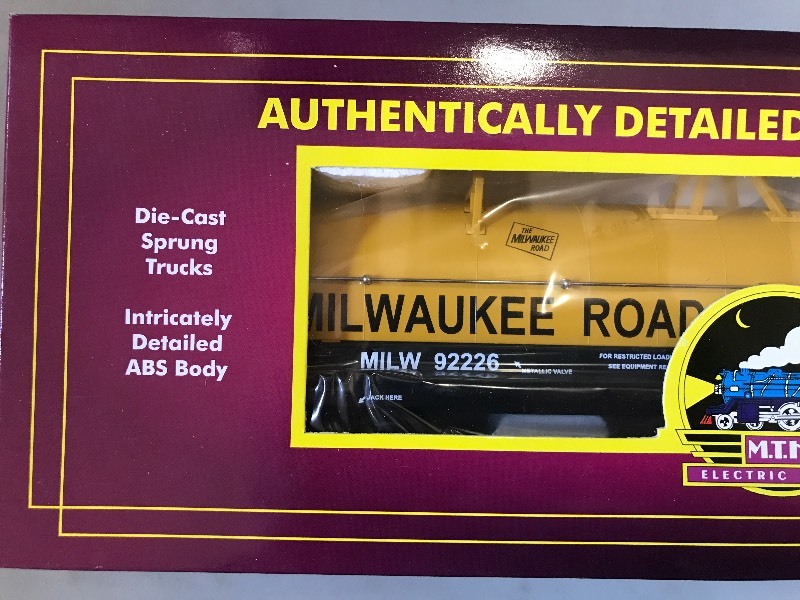 AUTHENTICALLY DETAILED
Die-Cast
Sprung
Trucks
Intricately
Detailed
ABS Body
THE
MILWAUKEE
ROAD
MILWAUKEE ROAD
MILW 92226
METALLIC VALVE
FOR RESTRICTED
SEE EQUIPMENT
JACK HERE
M.T.
ELECTRIC